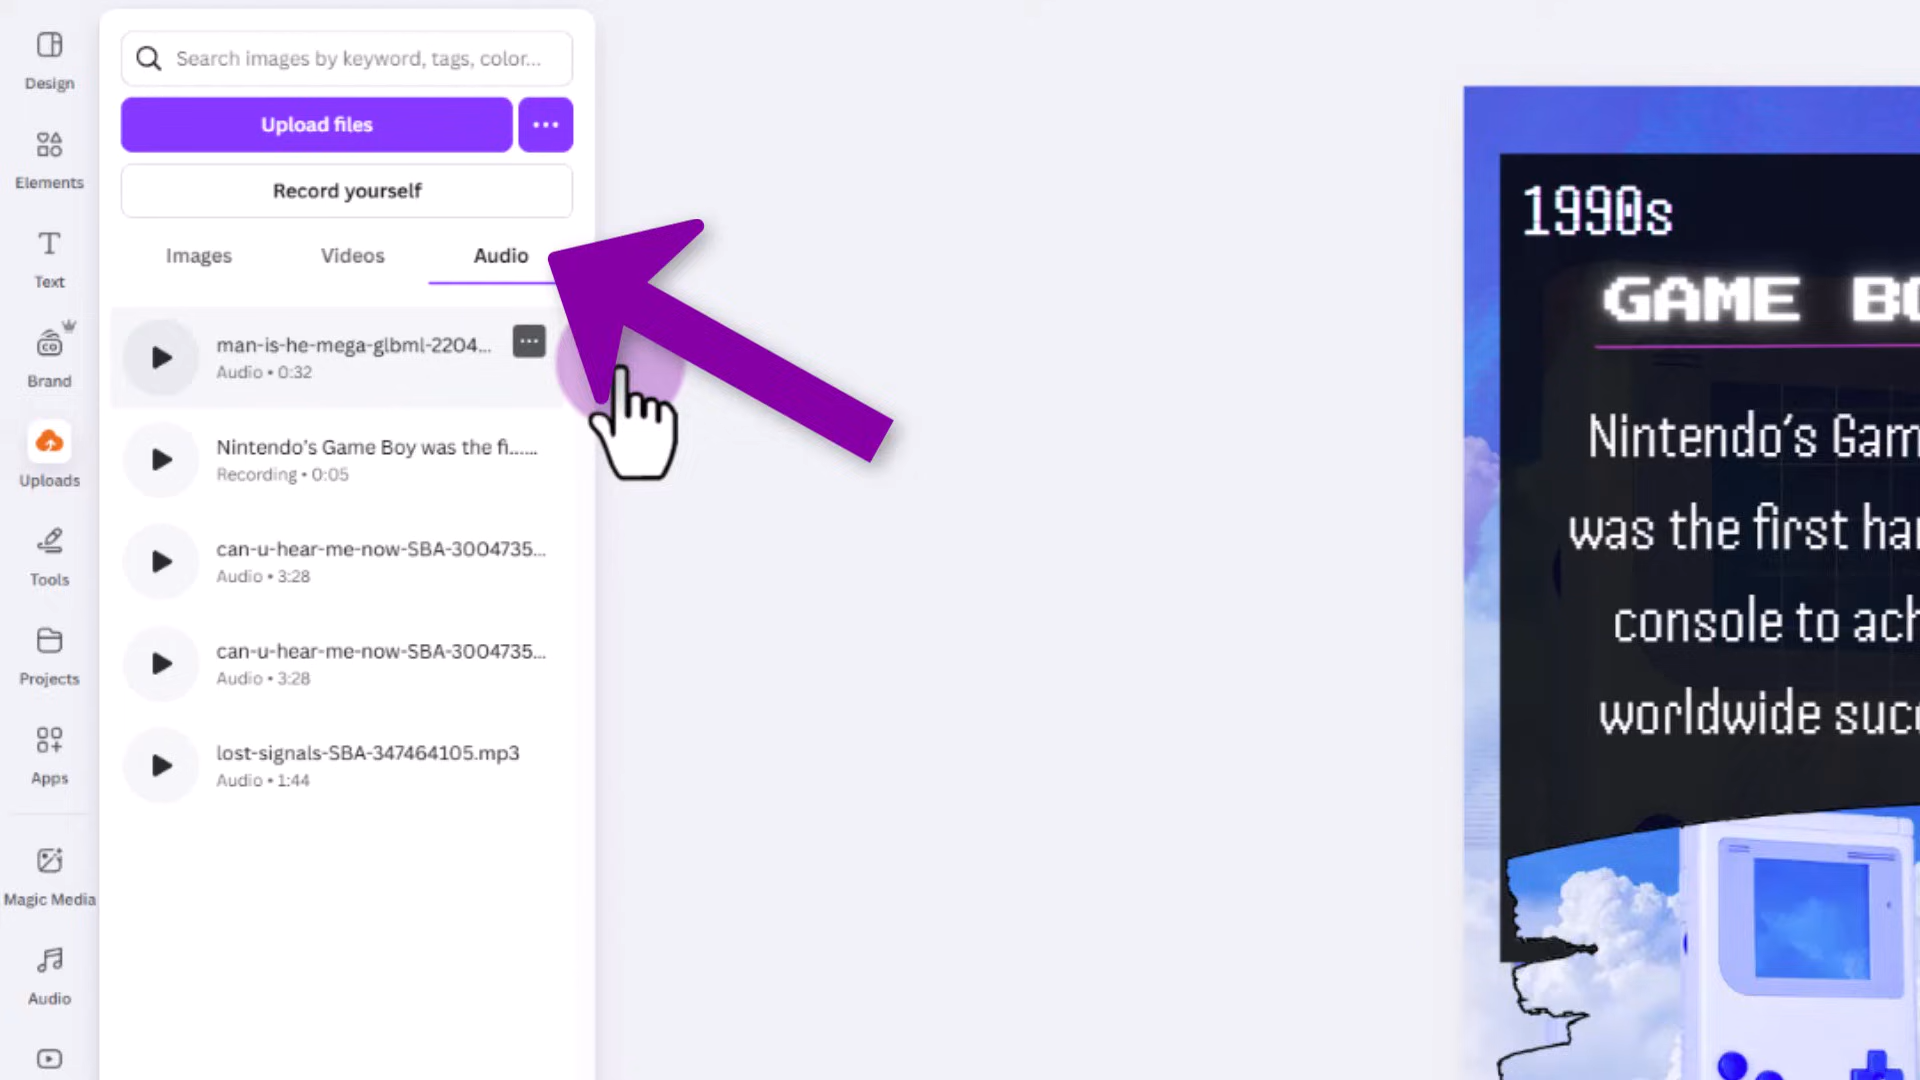 Design
Elements
Text
Brand
Uploads
Tools
Projects
Apps
Magic Media
Audio
Search images by keyword, tags, color...
Upload files
Record yourself
Images Videos Audio
man-is-he-mega-glbml-2204...
Audio • 0:32
Nintendo's Game Boy was the fi......
Recording • 0:05
can-u-hear-me-now-SBA-3004735...
Audio • 3:28
can-u-hear-me-now-SBA-3004735...
Audio • 3:28
lost-signals-SBA-347464105.mp3
Audio • 1:44
1990s
GAME BO
Nintendo's Gam
was the first han
console to ach
worldwide succ